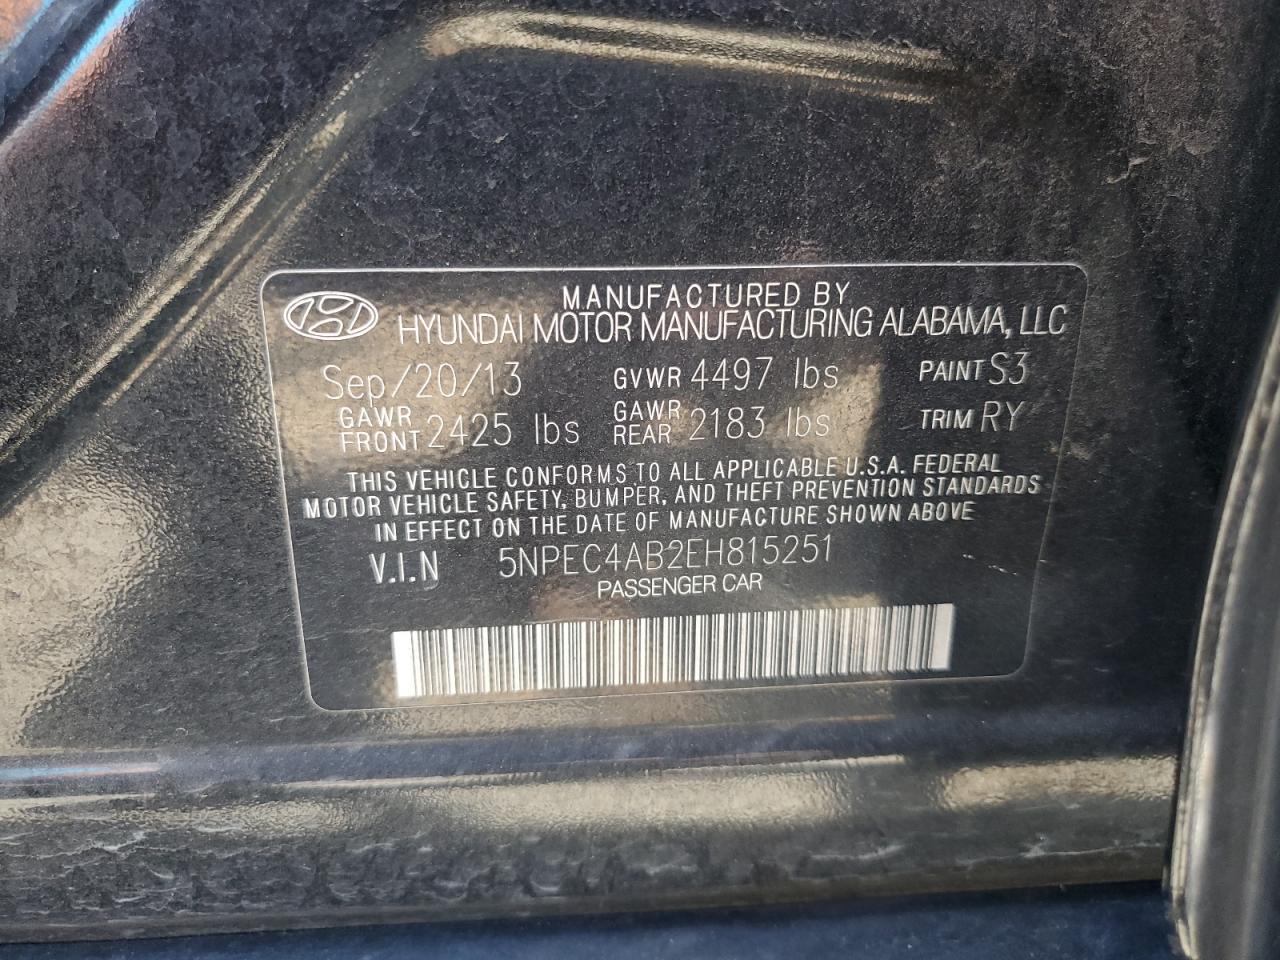 MANUFACTURED BY
HYUNDAI MOTOR MANUFACTURING ALABAMA, LLC
Sep/20/13 GVWR 4497 lbs PAINT S3
GAWR FRONT 2425 lbs GAWR REAR 2183 lbs TRIM RY
THIS VEHICLE CONFORMS TO ALL APPLICABLE U.S.A. FEDERAL
MOTOR VEHICLE SAFETY, BUMPER, AND THEFT PREVENTION STANDARDS
IN EFFECT ON THE DATE OF MANUFACTURE SHOWN ABOVE
V.I.N 5NPEC4AB2EH815251
PASSENGER CAR